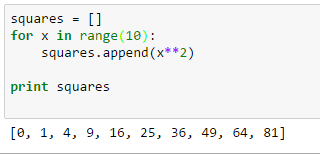 squares = []
for x in range(10):
    squares.append(x**2)
print squares
[0, 1, 4, 9, 16, 25, 36, 49, 64, 81]